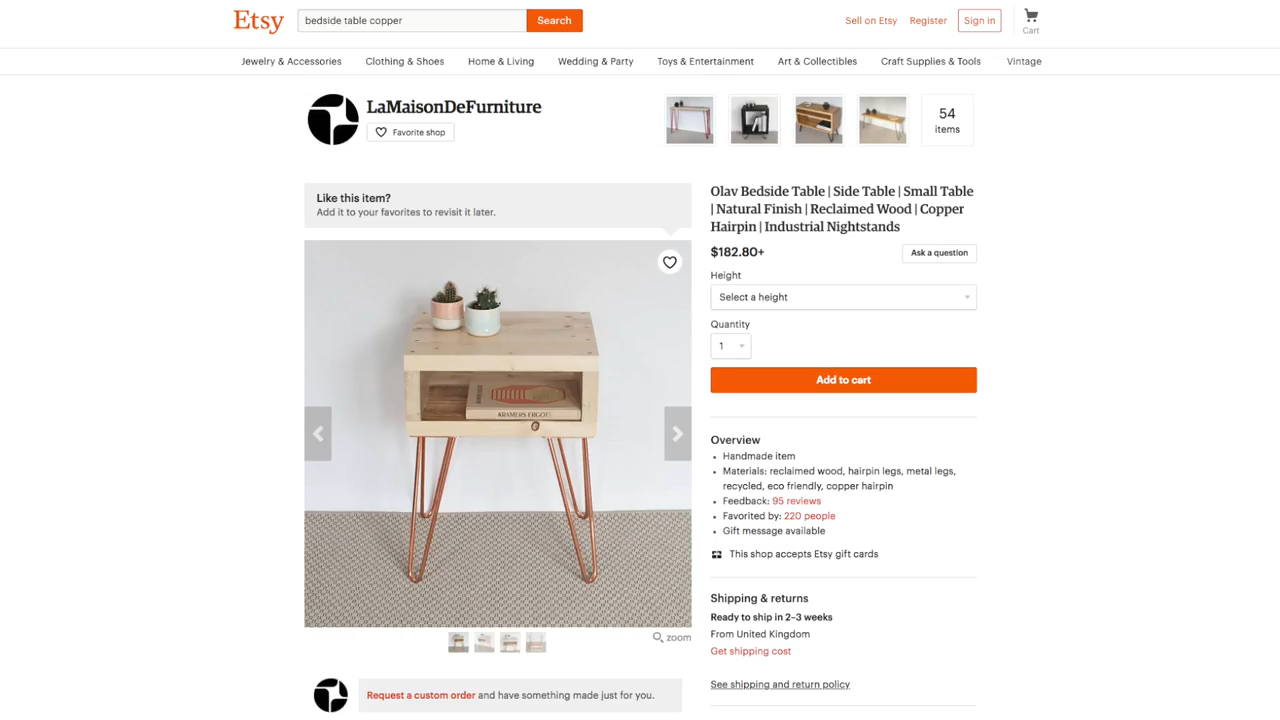 Etsy
bedside table copper
Search
Sell on Etsy
Register
Sign in
Cart
Jewelry & Accessories
Clothing & Shoes
Home & Living
Wedding & Party
Toys & Entertainment
Art & Collectibles
Craft Supplies & Tools
Vintage
LaMaisonDeFurniture
Favorite shop
54
items
Like this item?
Add it to your favorites to revisit it later.
KRAMERS ERGOT
zoom
Request a custom order and have something made just for you.
Olav Bedside Table | Side Table | Small Table
| Natural Finish | Reclaimed Wood | Copper
Hairpin | Industrial Nightstands
$182.80+
Ask a question
Height
Select a height
Quantity
1
Add to cart
Overview
• Handmade item
• Materials: reclaimed wood, hairpin legs, metal legs,
recycled, eco friendly, copper hairpin
• Feedback: 95 reviews
• Favorited by: 220 people
• Gift message available
This shop accepts Etsy gift cards
Shipping & returns
Ready to ship in 2–3 weeks
From United Kingdom
Get shipping cost
See shipping and return policy